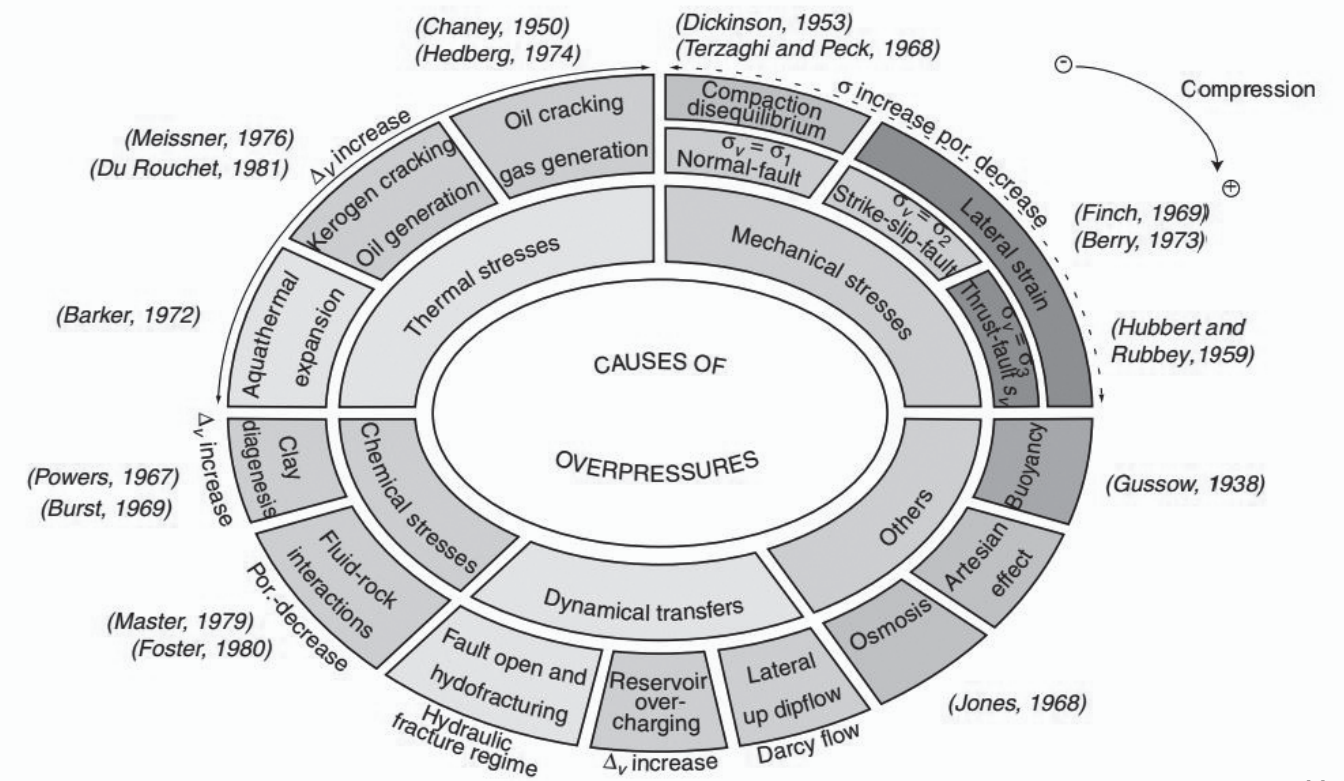 (Chaney, 1950)
(Hedberg, 1974)
(Dickinson, 1953)
(Terzaghi and Peck, 1968)
⊖
Compression
⊕
σ increase por. decrease
Compaction
disequilibrium
σv = σ1
Normal-fault
Lateral strain
σv = σ2
Strike-slip-fault
σv = σ3
Thrust-fault sv
(Finch, 1969)
(Berry, 1973)
(Hubbert and
Rubbey, 1959)
Mechanical stresses
Δv increase
Oil cracking
gas generation
(Meissner, 1976)
(Du Rouchet, 1981)
Kerogen cracking
Oil generation
Thermal stresses
(Barker, 1972)
Aquathermal
expansion
CAUSES OF
OVERPRESSURES
Δv increase
Clay
diagenesis
Chemical stresses
(Powers, 1967)
(Burst, 1969)
Fluid-rock
interactions
Por.-decrease
(Master, 1979)
(Foster, 1980)
Dynamical transfers
Fault open and
hydofracturing
Hydraulic
fracture regime
Reservoir
over-
charging
Δv increase
Lateral
up dipflow
Darcy flow
Others
Buoyancy
(Gussow, 1938)
Artesian
effect
Osmosis
(Jones, 1968)